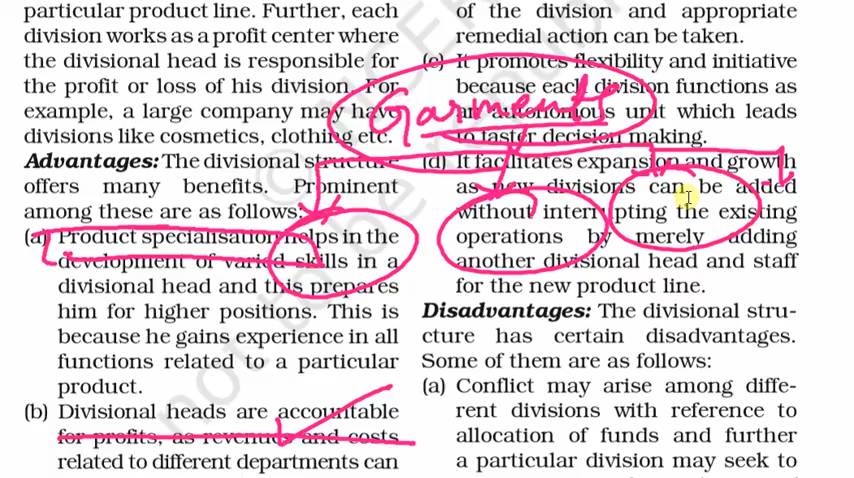 particular product line. Further, each
division works as a profit center where
the divisional head is responsible for
the profit or loss of his division. For
example, a large company may have
divisions like cosmetics, clothing etc.
Advantages: The divisional structure
offers many benefits. Prominent
among these are as follows:
(a) Product specialisation helps in the
development of varied skills in a
divisional head and this prepares
him for higher positions. This is
because he gains experience in all
functions related to a particular
product.
(b) Divisional heads are accountable
for profits, as revenues and costs
related to different departments can
of the division and appropriate
remedial action can be taken.
(c) It promotes flexibility and initiative
because each division functions as
an autonomous unit which leads
to faster decision making.
Garments
(d) It facilitates expansion and growth
as new divisions can be added
without interrupting the existing
operations by merely adding
another divisional head and staff
for the new product line.
Disadvantages: The divisional stru-
cture has certain disadvantages.
Some of them are as follows:
(a) Conflict may arise among diffe-
rent divisions with reference to
allocation of funds and further
a particular division may seek to
© NCERT
not to be republished